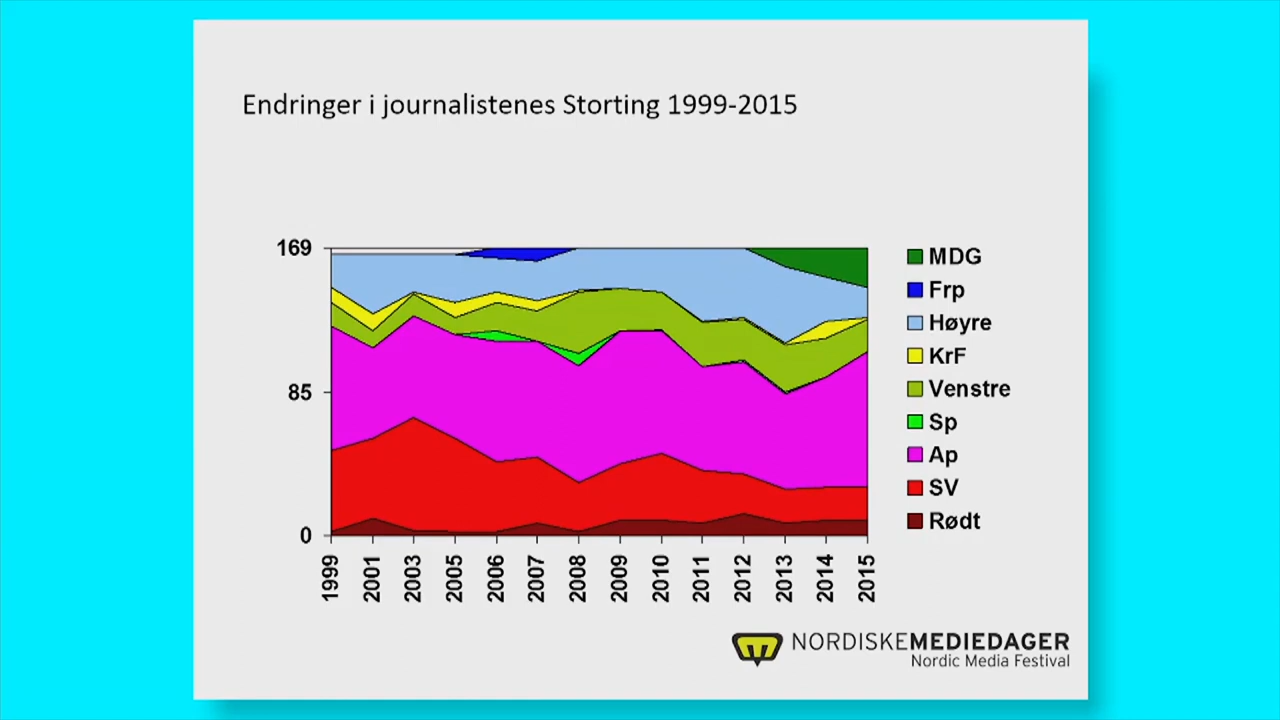 Endringer i journalistenes Storting 1999-2015
169
85
0
1999
2001
2003
2005
2006
2007
2008
2009
2010
2011
2012
2013
2014
2015
MDG
Frp
Høyre
KrF
Venstre
Sp
Ap
SV
Rødt
NORDISKEMEDIEDAGER
Nordic Media Festival